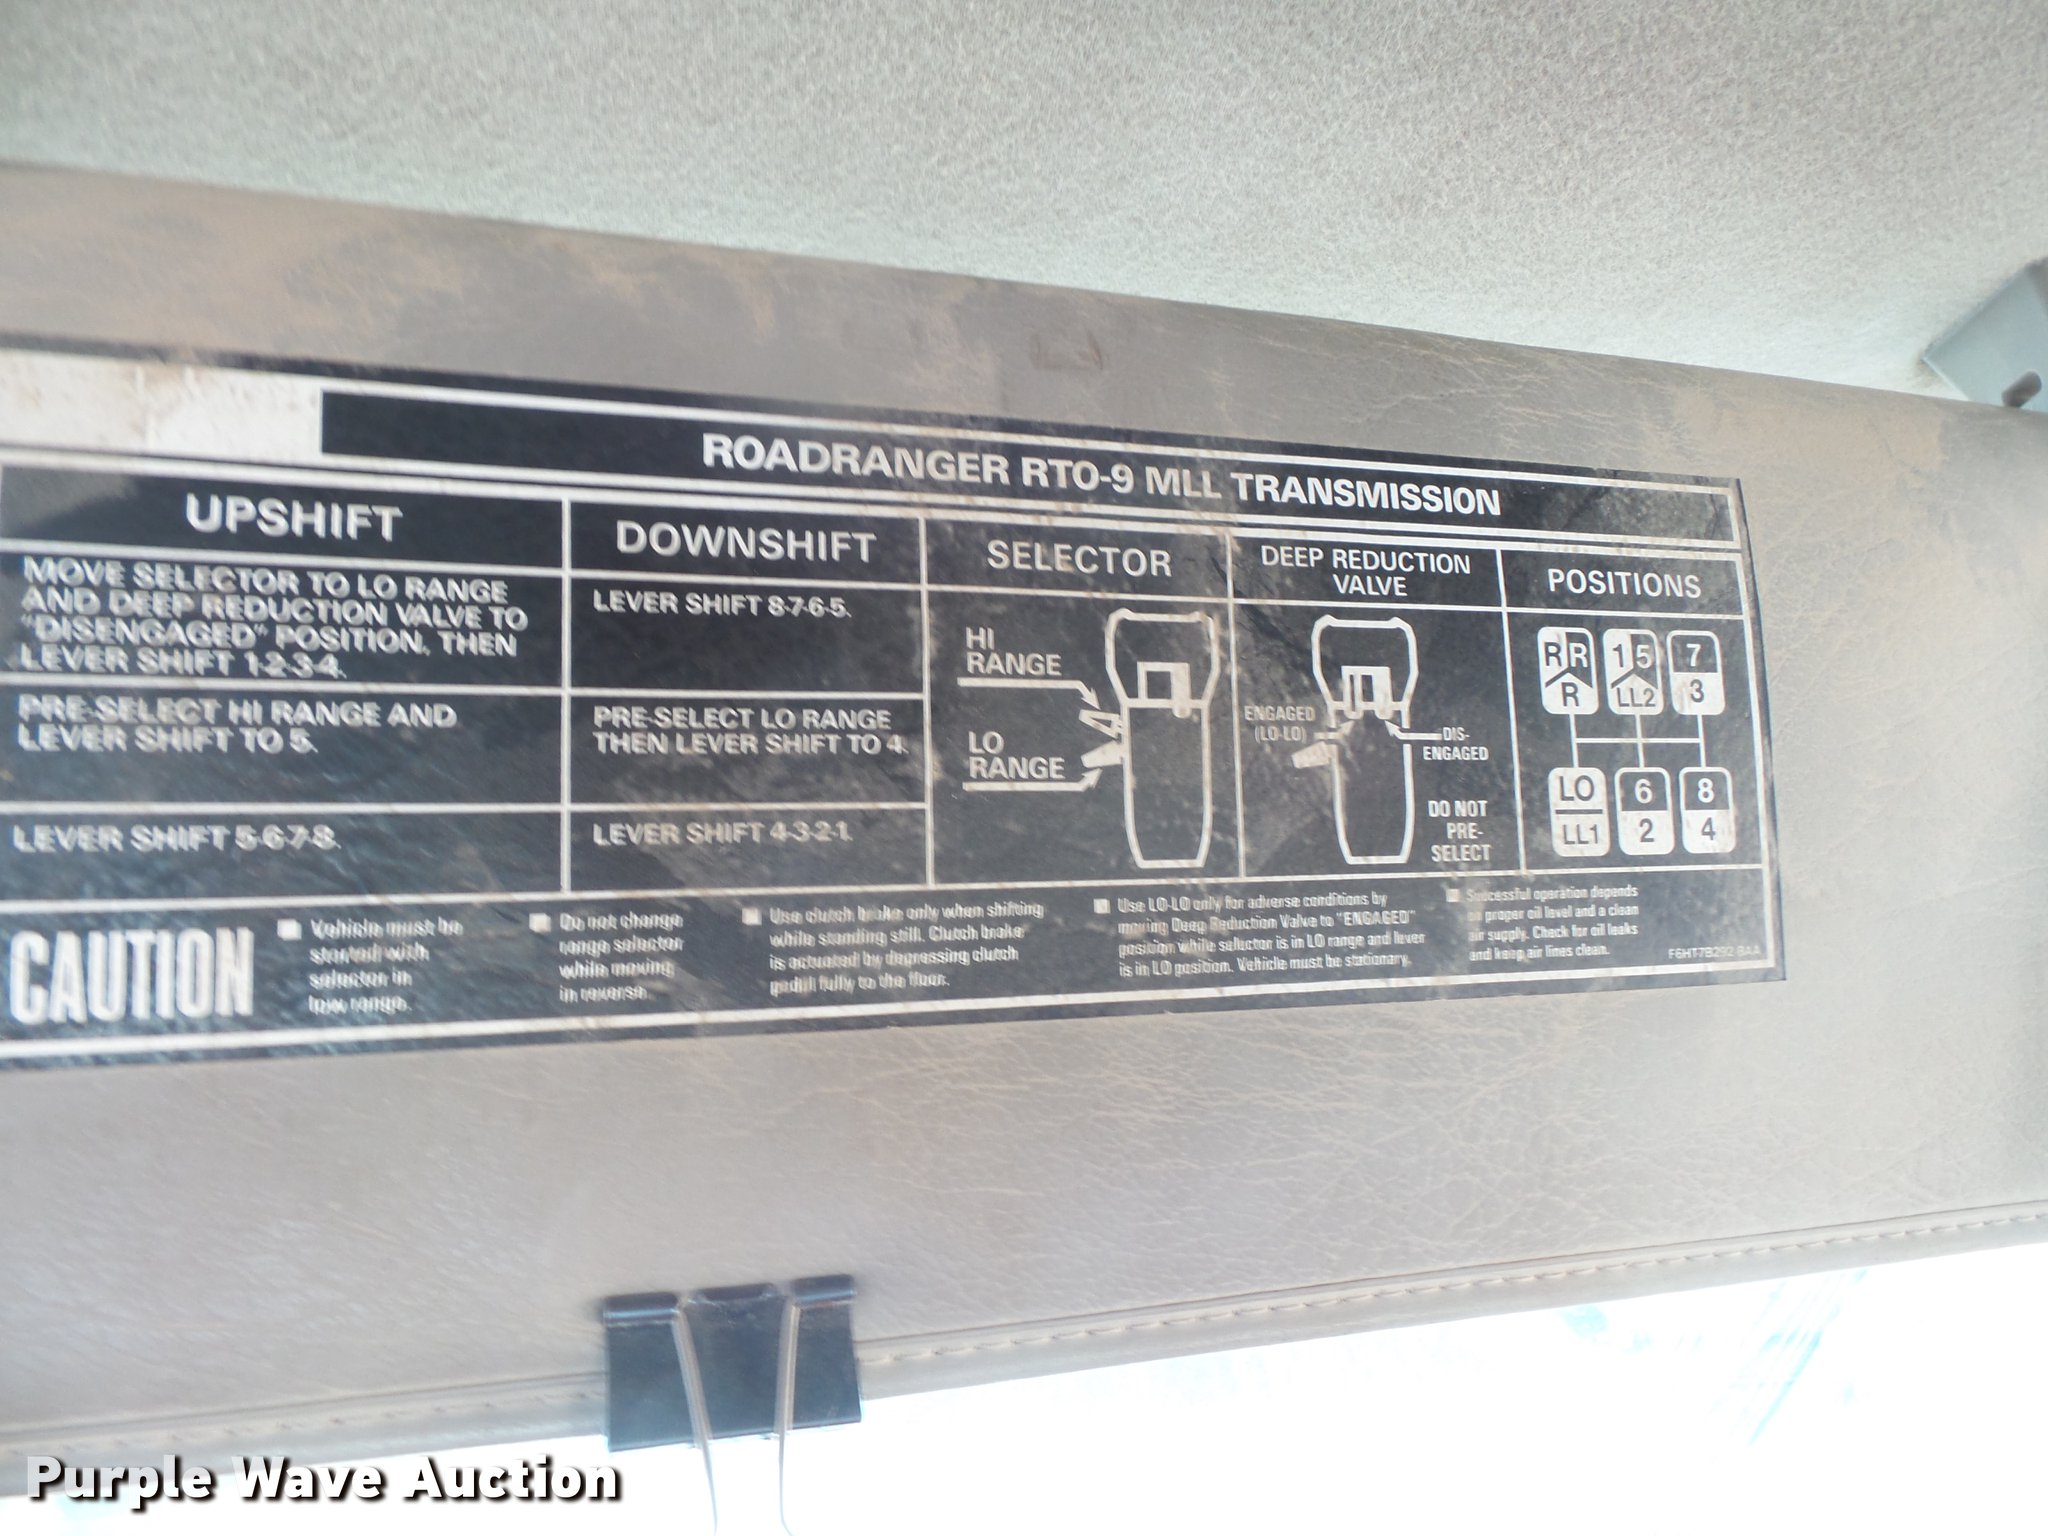 ROADRANGER RTO-9 MLL TRANSMISSION
UPSHIFT
MOVE SELECTOR TO LO RANGE
AND DEEP REDUCTION VALVE TO
"DISENGAGED" POSITION, THEN
LEVER SHIFT 1-2-3-4.
PRE-SELECT HI RANGE AND
LEVER SHIFT TO 5.
LEVER SHIFT 5-6-7-8.
DOWNSHIFT
LEVER SHIFT 8-7-6-5.
PRE-SELECT LO RANGE
THEN LEVER SHIFT TO 4.
LEVER SHIFT 4-3-2-1.
SELECTOR
HI
RANGE
LO
RANGE
DEEP REDUCTION
VALVE
ENGAGED
(LO-LO)
DIS-
ENGAGED
DO NOT
PRE-
SELECT
POSITIONS
R R 1 5 7
R LL2 3
LO 6 8
LL1 2 4
CAUTION
Vehicle must be
started with
selector in
low range.
Do not change
range selector
while moving
in reverse.
Use clutch brake only when shifting
while standing still. Clutch brake
is actuated by depressing clutch
pedal fully to the floor.
Use LO-LO only for adverse conditions by
moving Deep Reduction Valve to "ENGAGED"
position while selector is in LO range and lever
is in LO position. Vehicle must be stationary.
Successful operation depends
on proper oil level and a clean
air supply. Check for oil leaks
and keep air lines clean.
F6HT-7B292-BAA
Purple Wave Auction